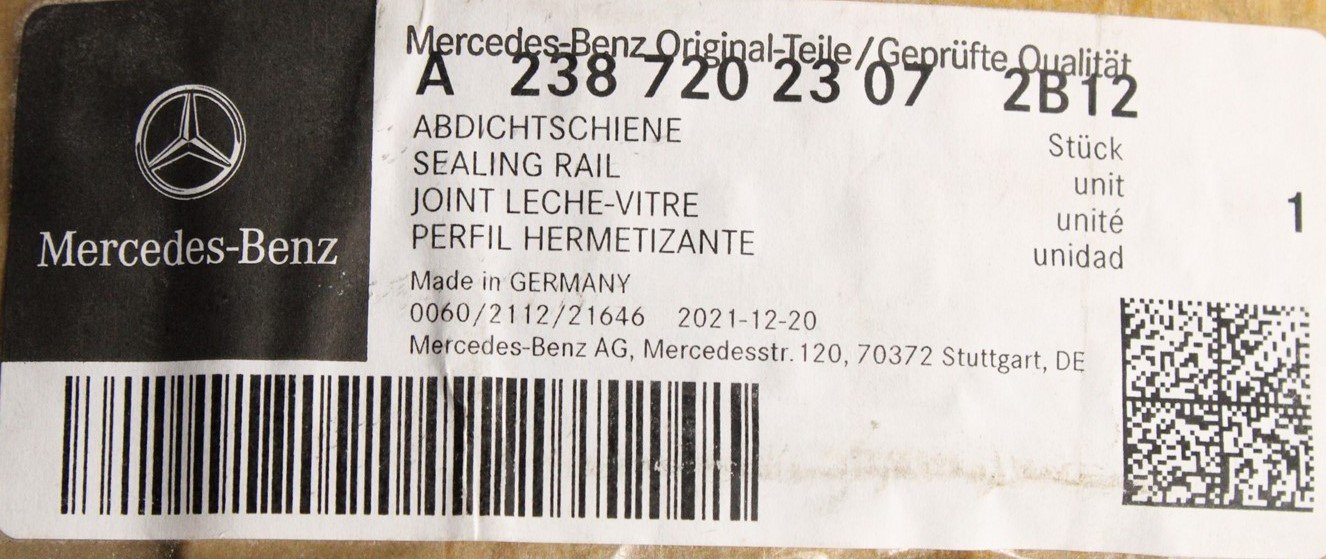 Mercedes-Benz
Mercedes-Benz Original-Teile/Geprüfte Qualität
A 238 720 23 07 2B12
ABDICHTSCHIENE
SEALING RAIL
JOINT LECHE-VITRE
PERFIL HERMETIZANTE
Stück
unit
unité
unidad
1
Made in GERMANY
0060/2112/21646 2021-12-20
Mercedes-Benz AG, Mercedesstr. 120, 70372 Stuttgart, DE